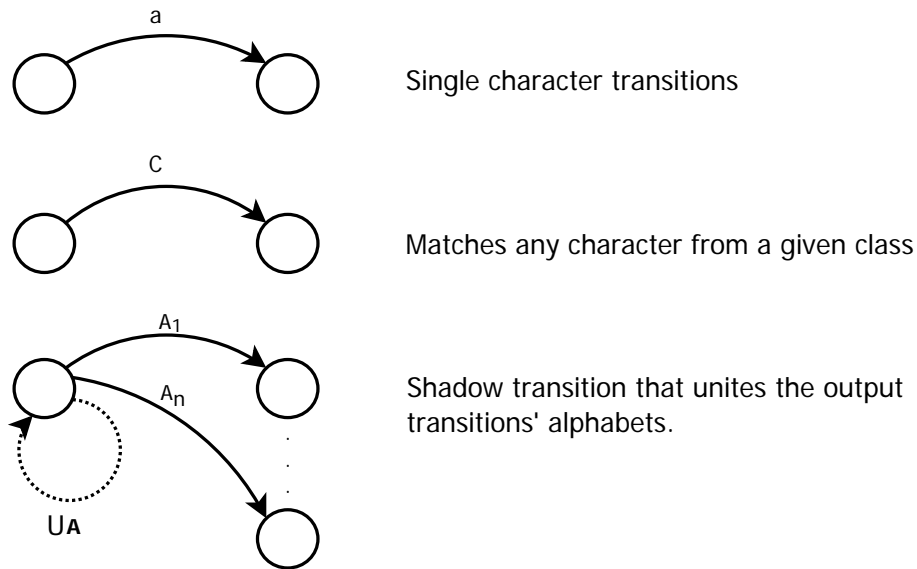 a
Single character transitions
C
Matches any character from a given class
A1
An
Shadow transition that unites the output
transitions' alphabets.
UA